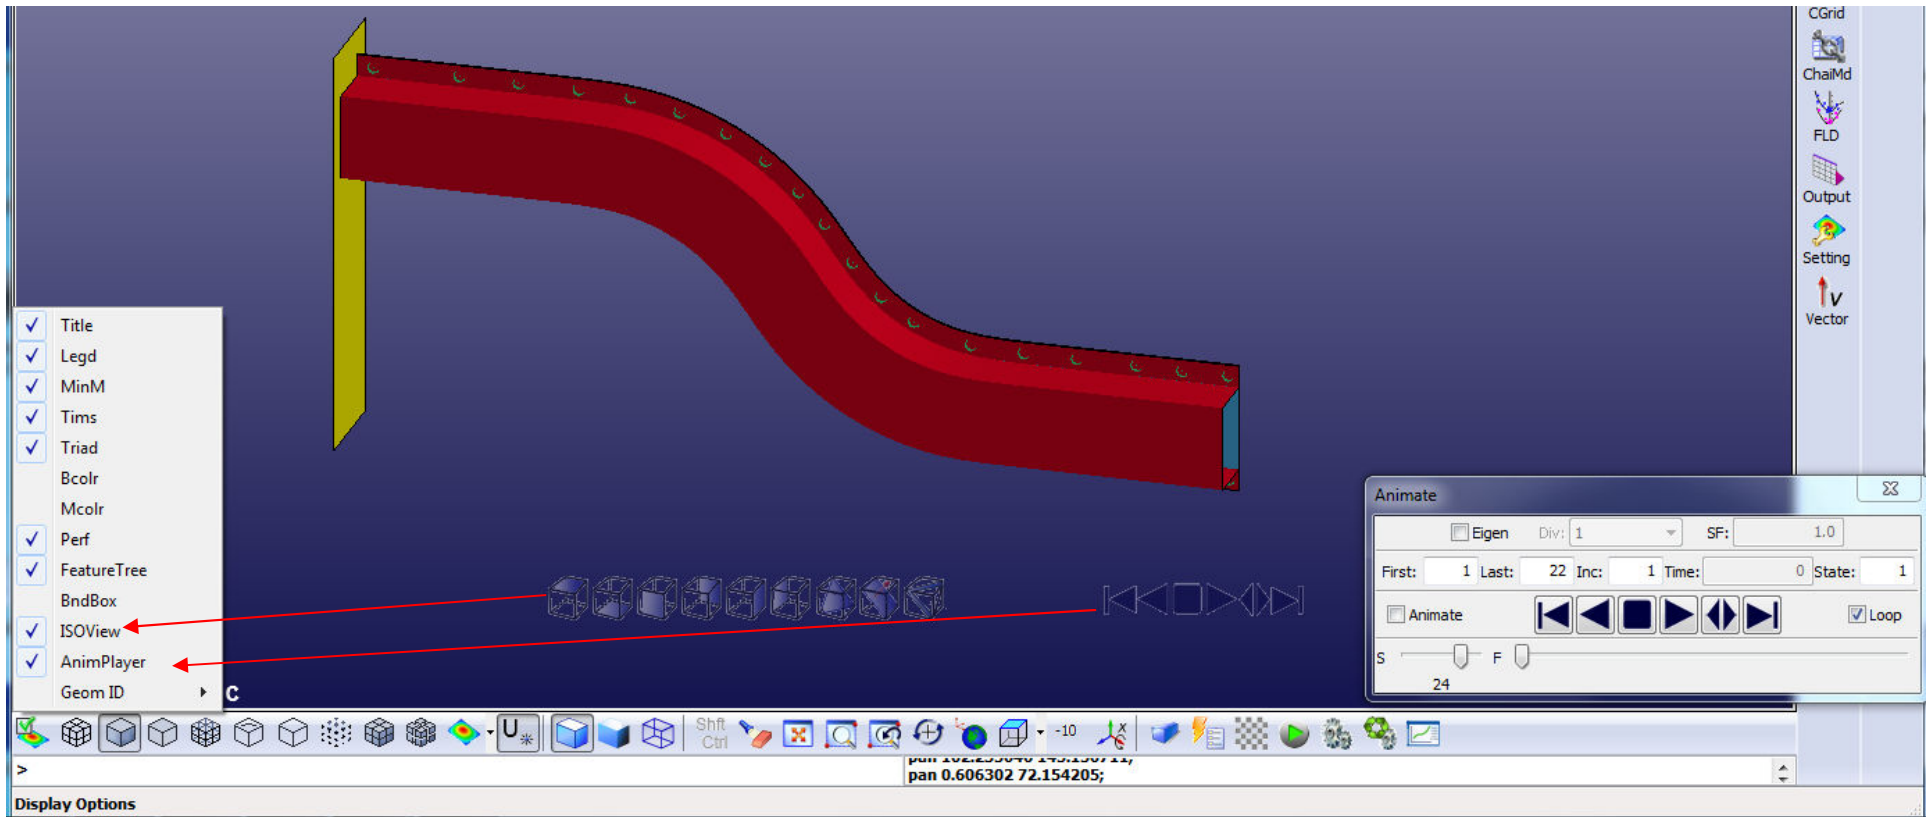 CGrid
ChaiMd
FLD
Output
Setting
V
Vector
Title
Legd
MinM
Tims
Triad
Bcolr
Mcolr
Perf
FeatureTree
BndBox
ISOView
AnimPlayer
Geom ID
C
Animate
Eigen Div: 1 SF: 1.0
First: 1 Last: 22 Inc: 1 Time: 0 State: 1
Animate Loop
S F
24
U* Shft -10 x
Ctrl
>
pan 0.606302 72.154205;
Display Options